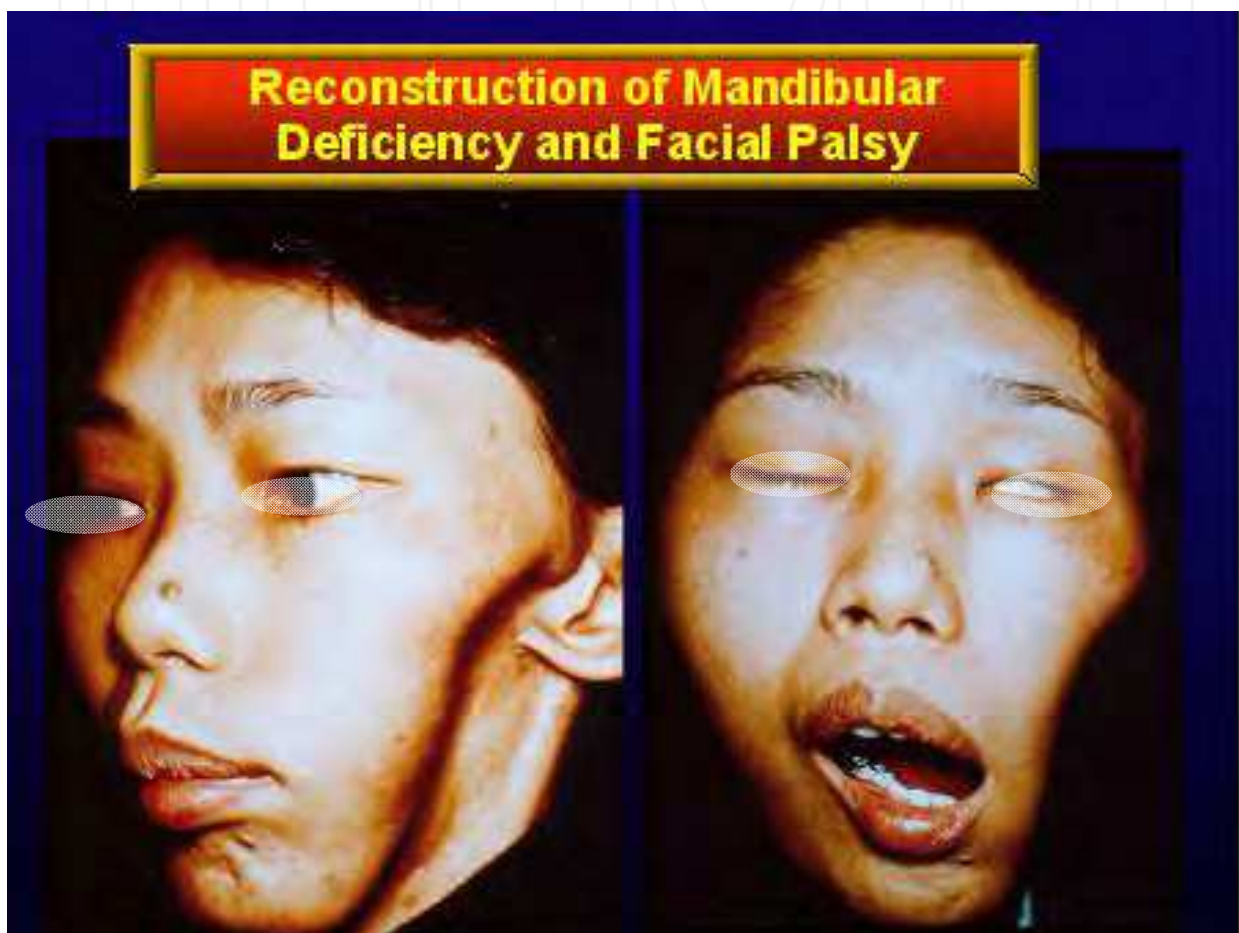 Reconstruction of Mandibular
Deficiency and Facial Palsy